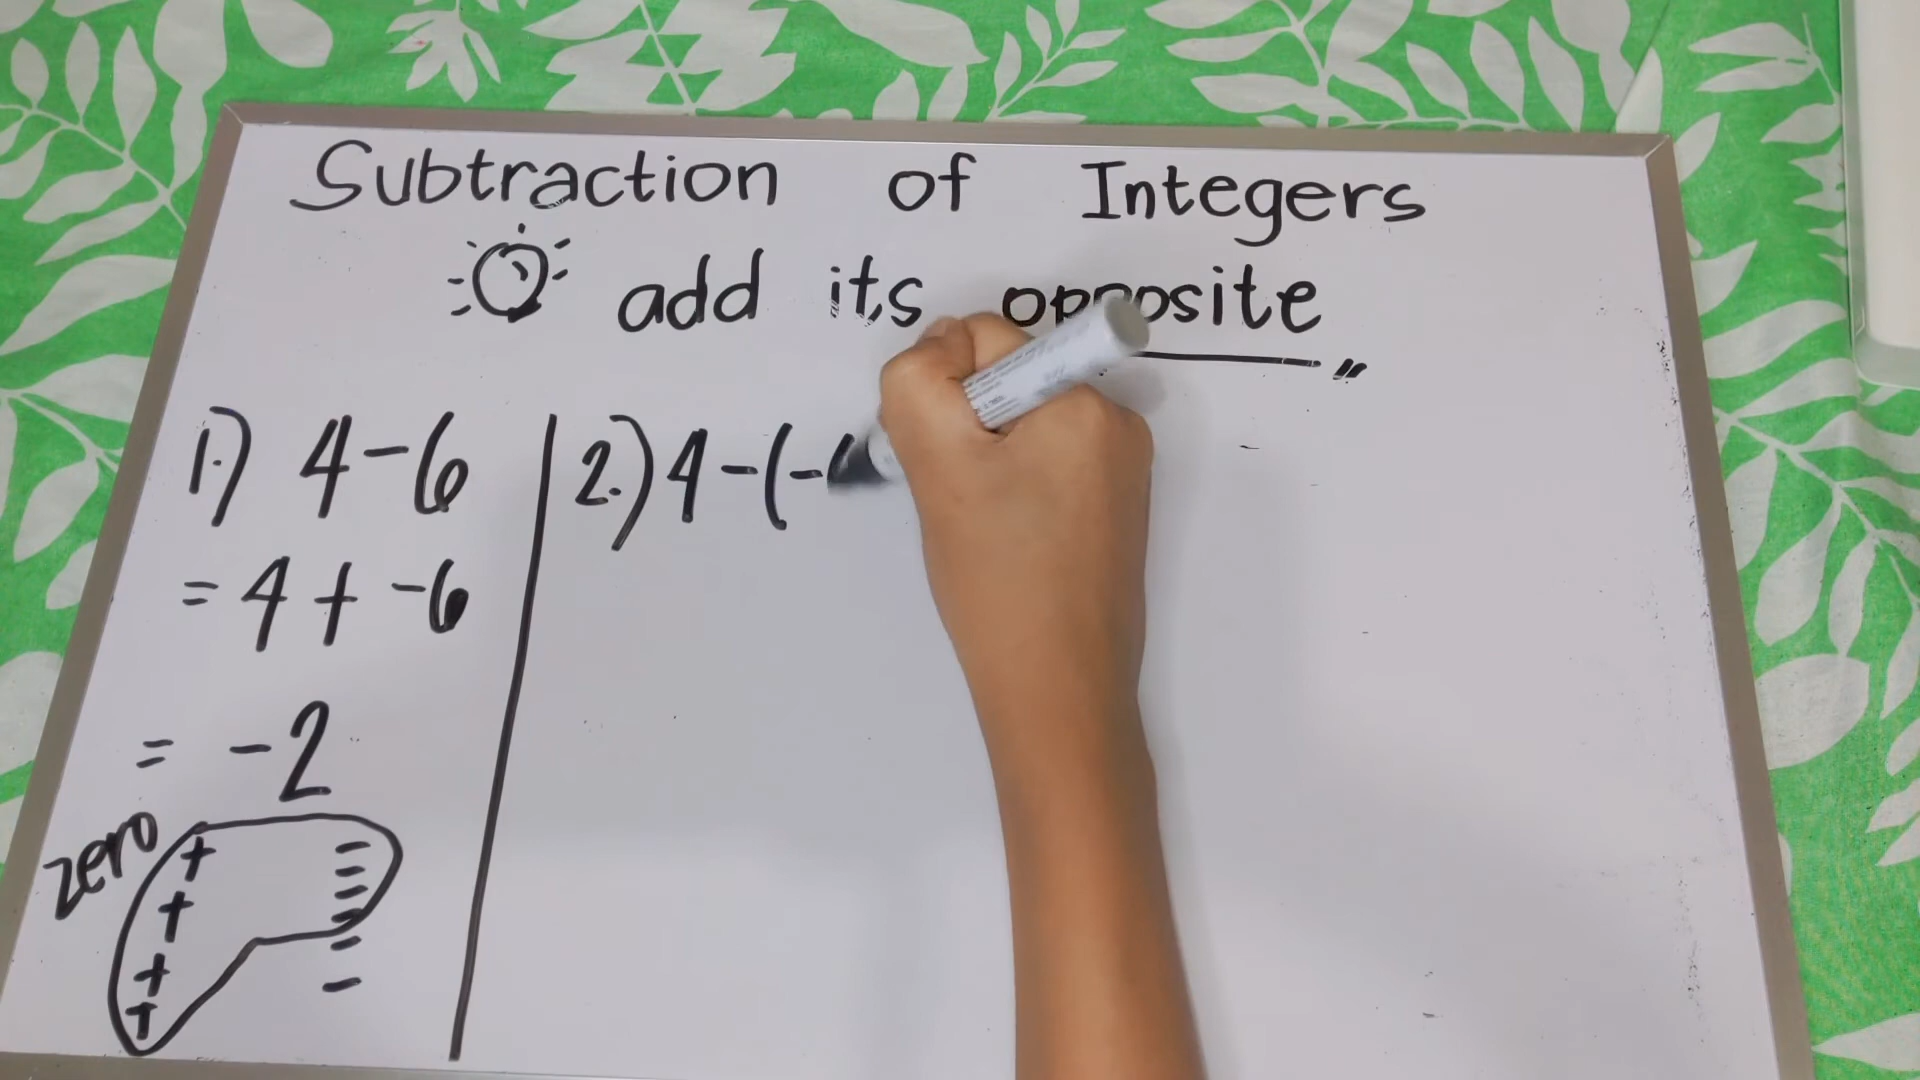 Subtraction of Integers
add its opposite
1.) 4 - 6
= 4 + -6
= -2
zero
+
+
+
+
-
-
-
-
-
-
2.) 4 - (-